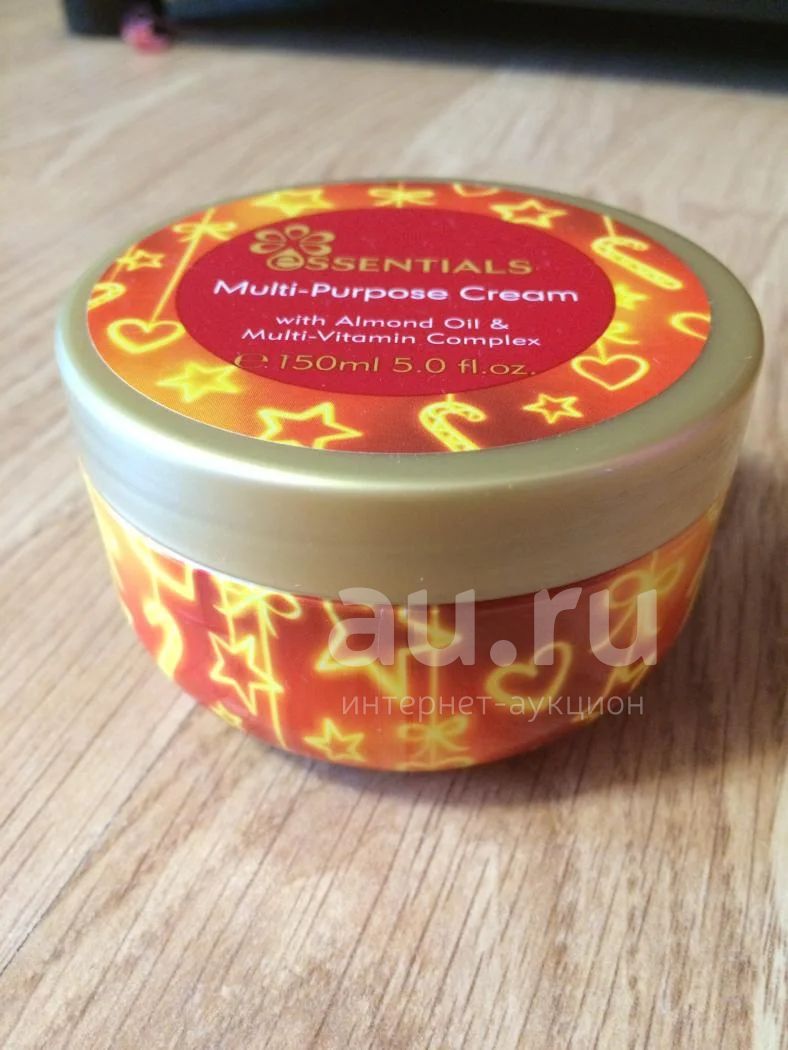 eSSENTIALS
Multi-Purpose Cream
with Almond Oil &
Multi-Vitamin Complex
℮ 150ml 5.0 fl.oz.
au.ru
интернет-аукцион